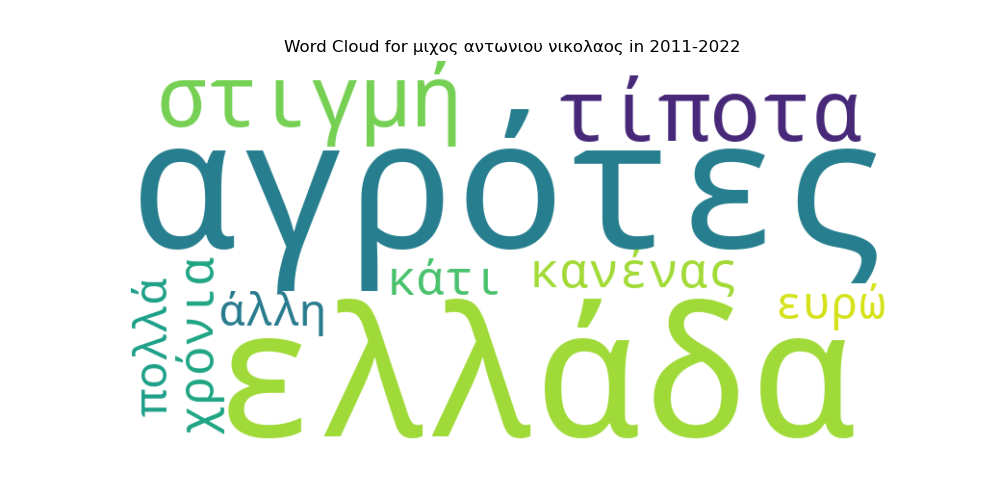 Word Cloud for μιχος αντωνιου νικολαος in 2011-2022
στιγμή
τίποτα
αγρότες
κάτι
κανένας
πολλά
χρόνια
άλλη
ευρώ
ελλάδα